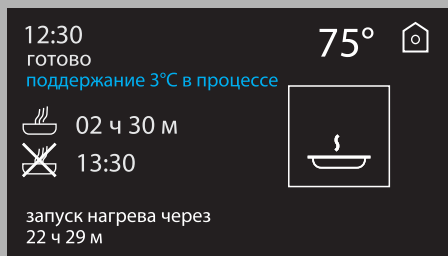 12:30
75°
готово
поддержание 3°C в процессе
02 ч 30 м
13:30
запуск нагрева через
22 ч 29 м